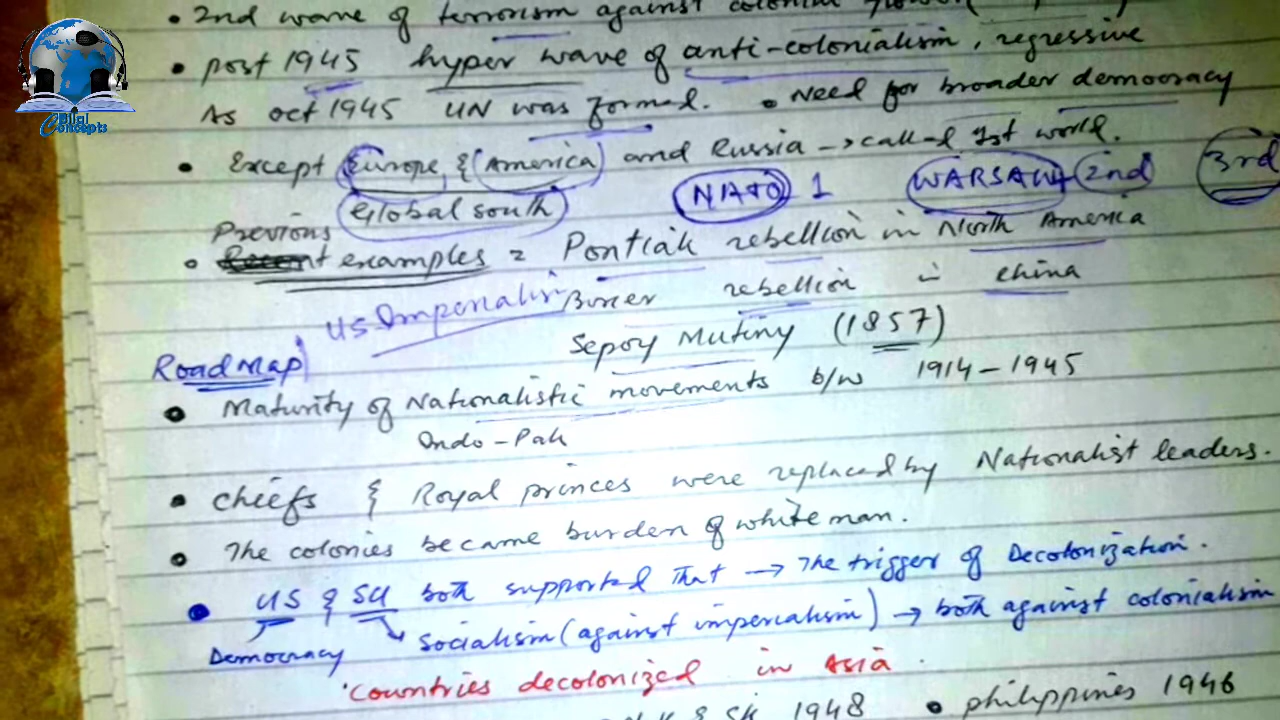 • 2nd wave of terrorism against colonial
• post 1945 hyper wave of anti-colonialism, regressive
As oct 1945 UN was formed. • Need for broader democracy
• Except Europe & (America) and Russia → called 1st world.
Global south NATO 1 WARSAW 2nd 3rd
Previous
• examples = Pontiak rebellion in North America
US Imperialism Boxer rebellion in China
Sepoy Mutiny (1857)
Road Map
• Maturity of Nationalistic movements b/w 1914-1945
Indo-Pak
• Chiefs & Royal princes were replaced by Nationalist leaders.
• The colonies became burden of white man.
• US & SU both supported That → The trigger of Decolonization.
Socialism (against imperialism) → both against colonialism
Democracy
Countries decolonized in Asia.
& SK 1948 • philippines 1946
Bilal
Concepts